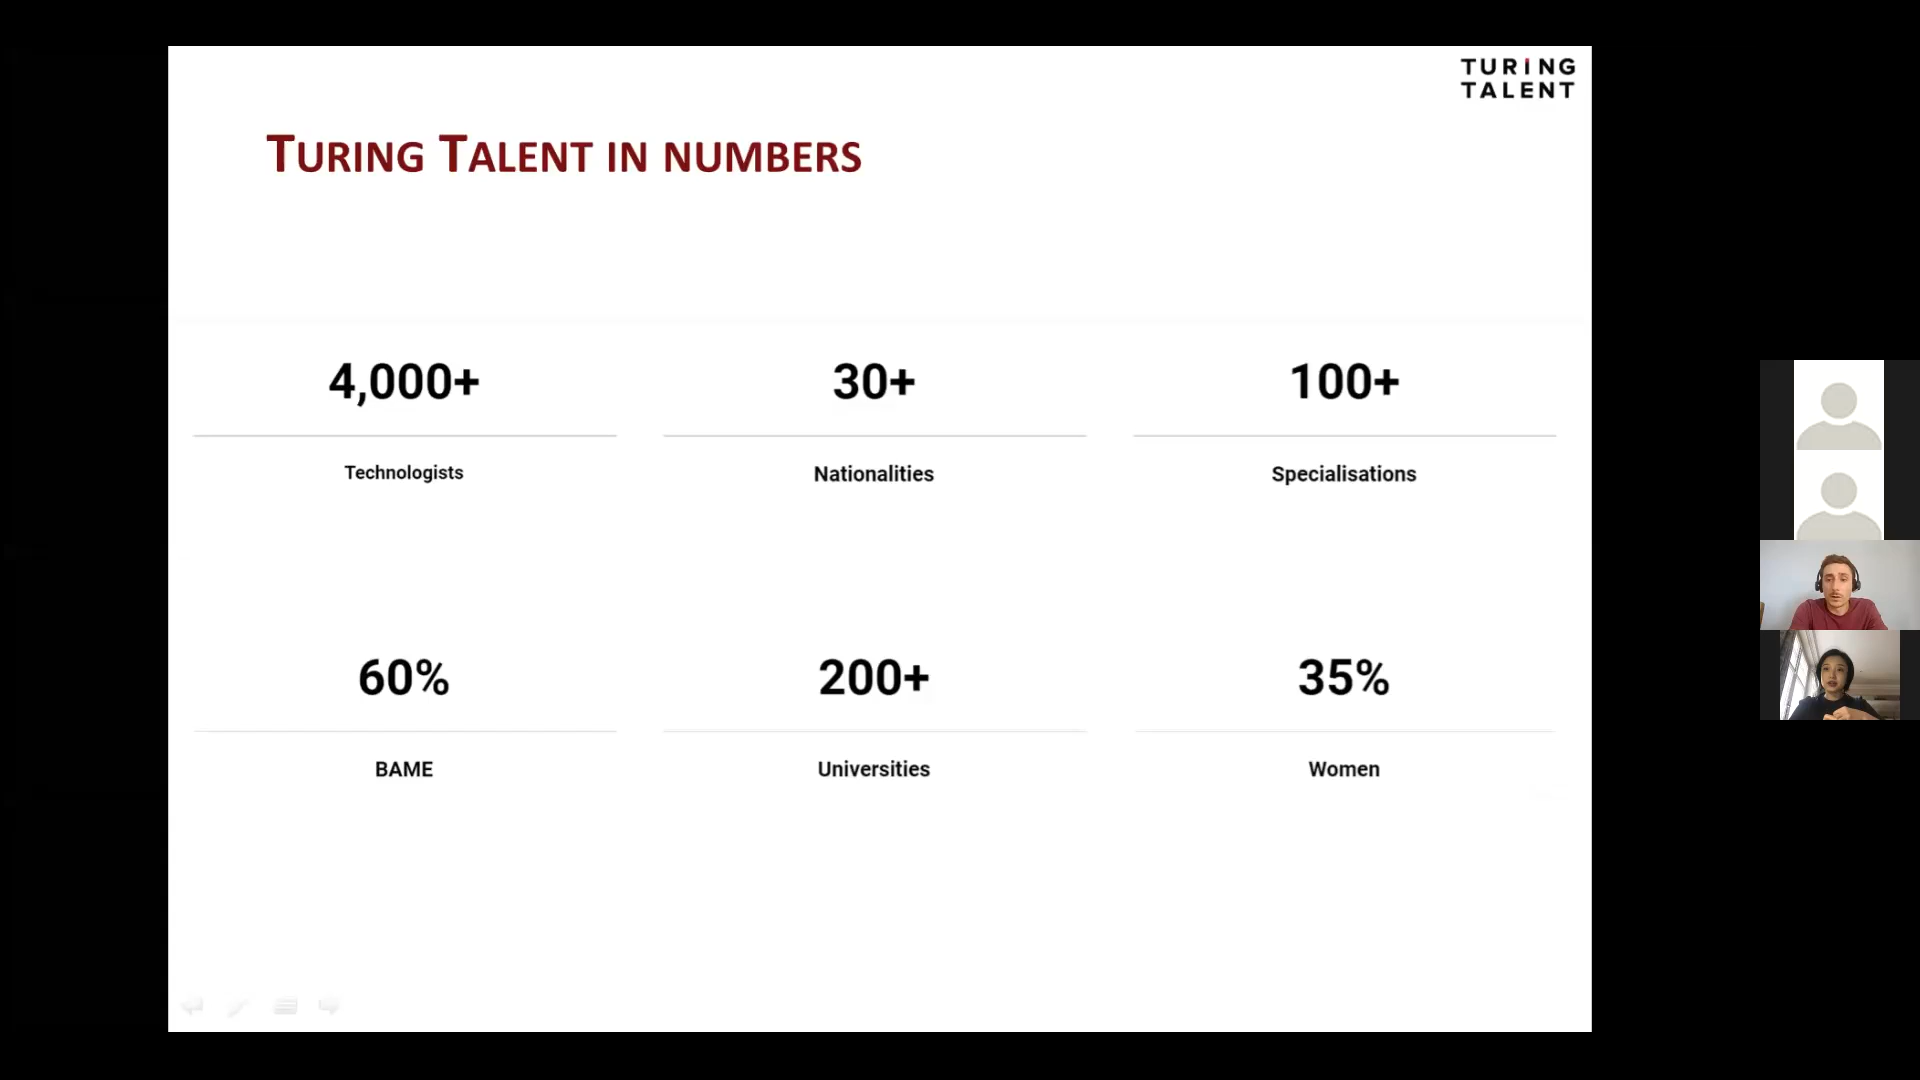 TURING
TALENT
TURING TALENT IN NUMBERS
4,000+
30+
100+
Technologists
Nationalities
Specialisations
60%
200+
35%
BAME
Universities
Women